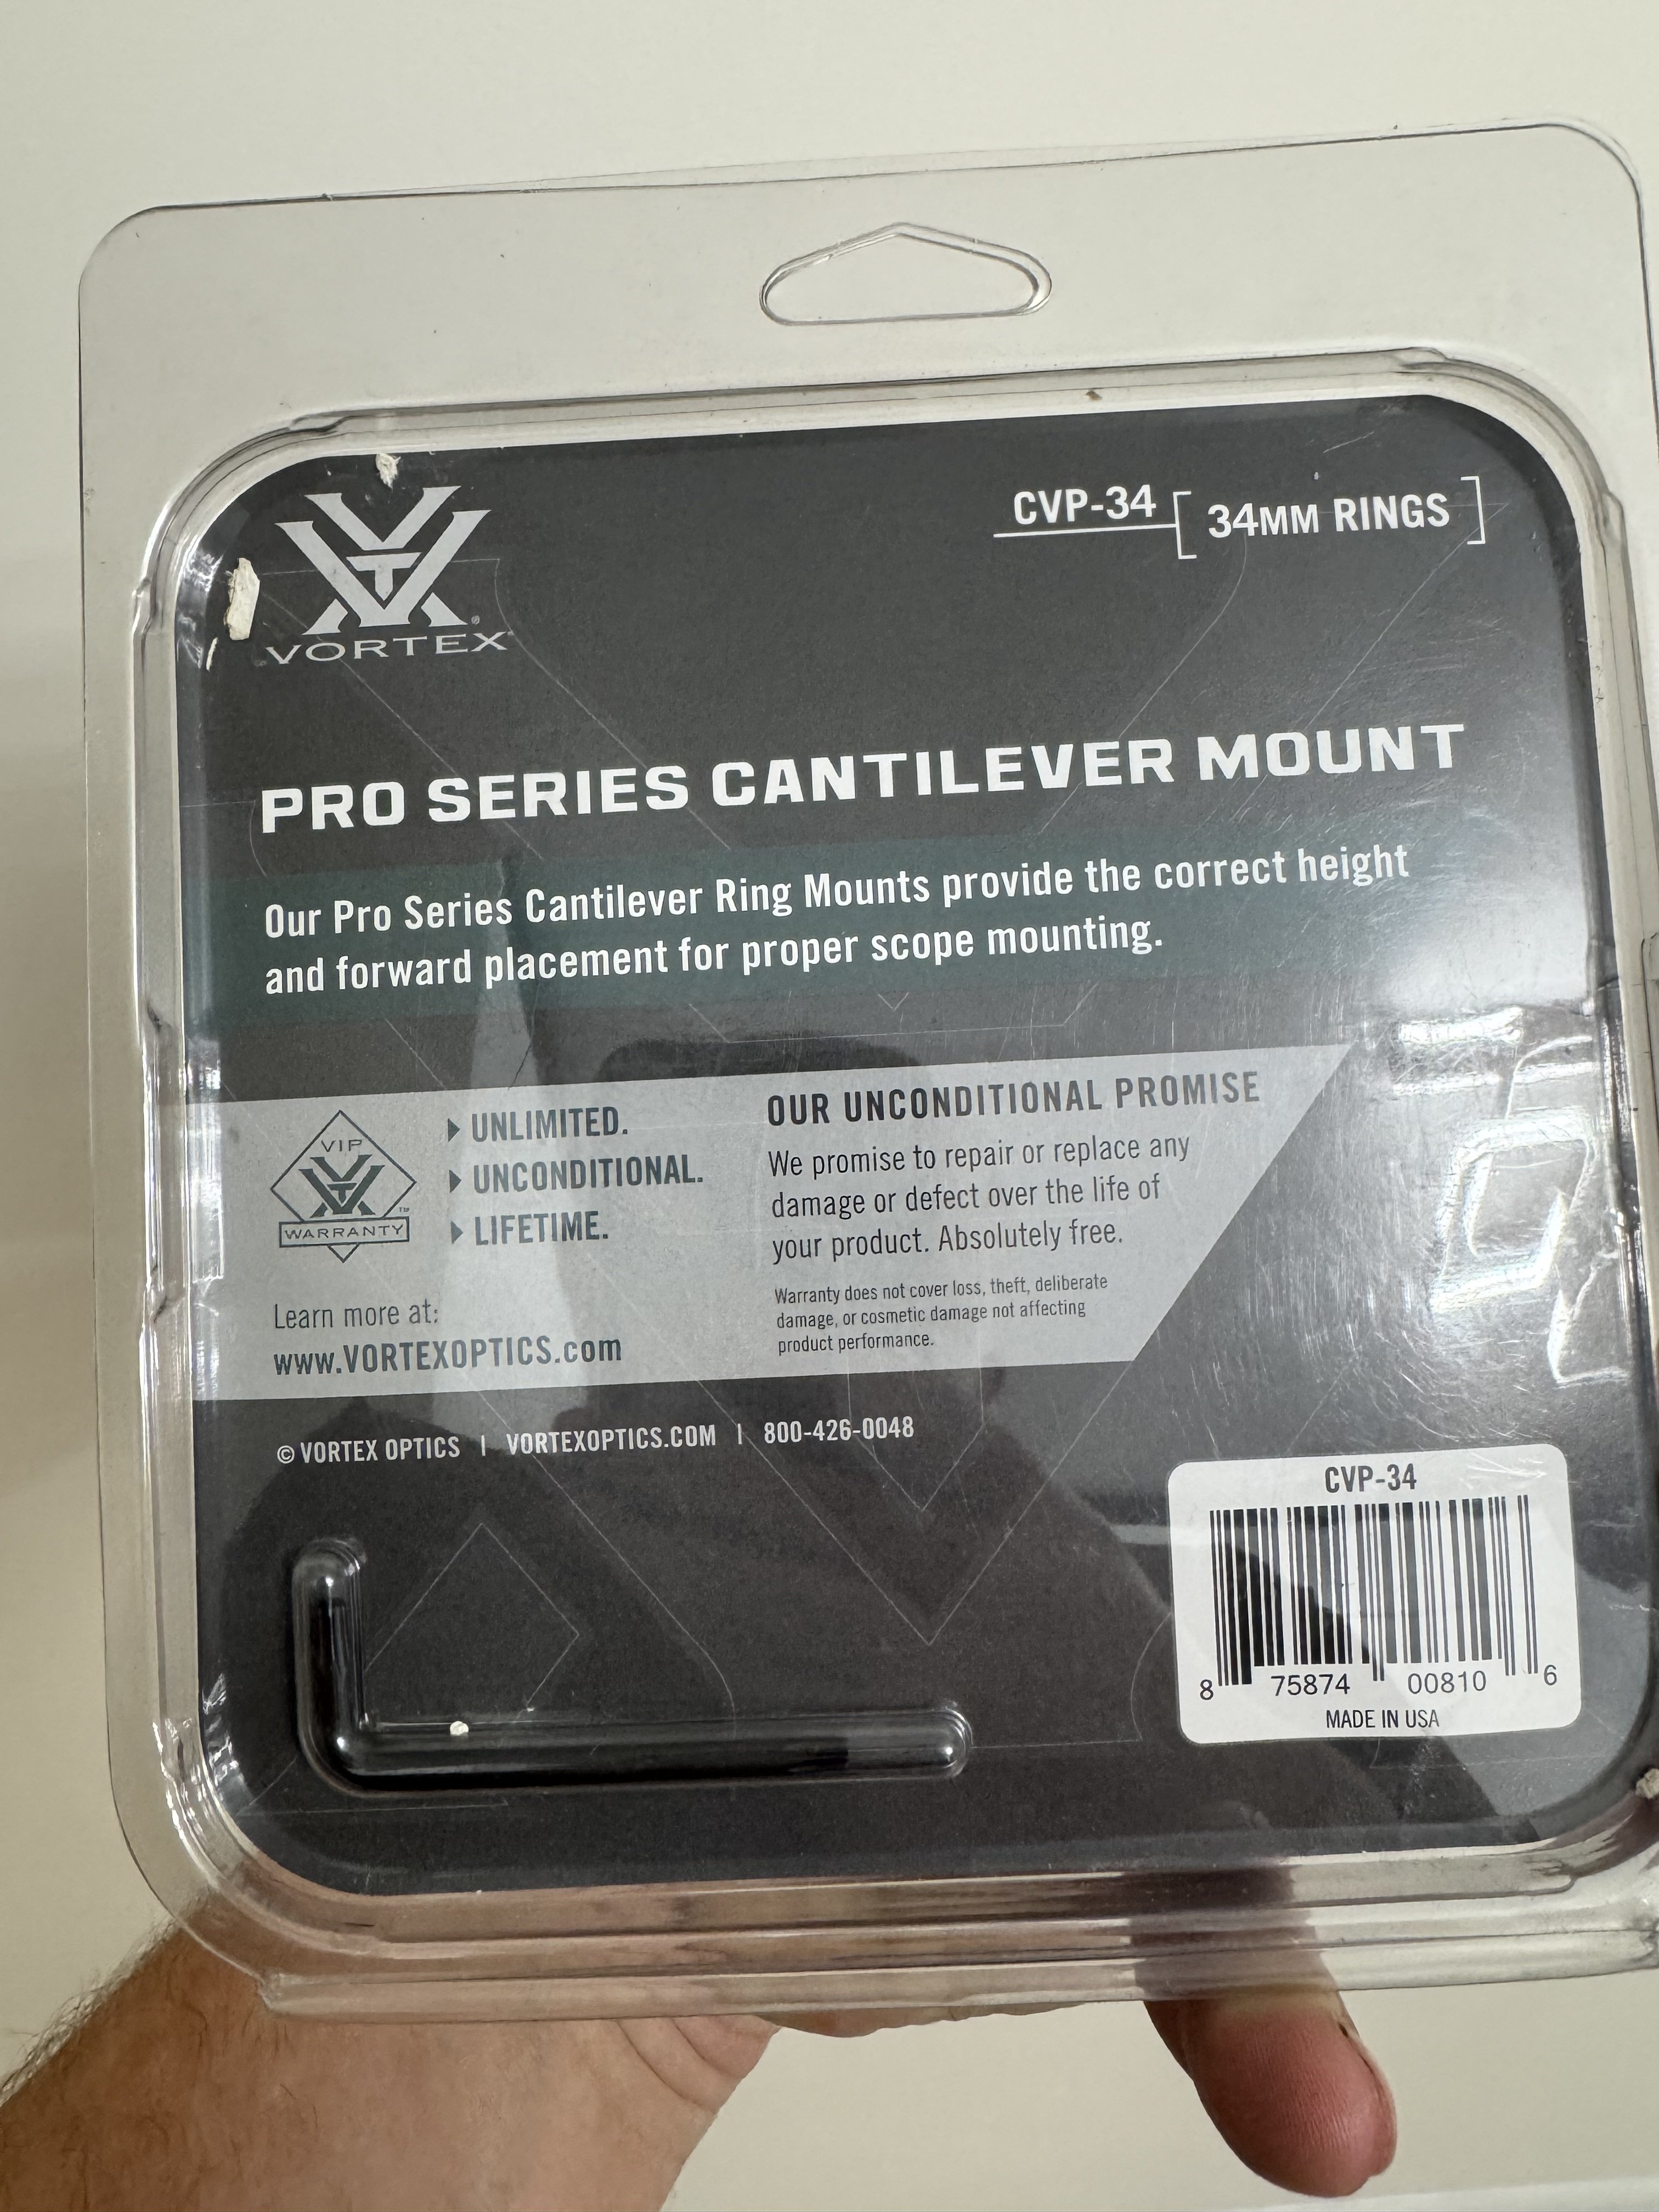 VORTEX
CVP-34 [ 34MM RINGS ]
PRO SERIES CANTILEVER MOUNT
Our Pro Series Cantilever Ring Mounts provide the correct height
and forward placement for proper scope mounting.
VIP
WARRANTY™
UNLIMITED.
UNCONDITIONAL.
LIFETIME.
Learn more at:
www.VORTEXOPTICS.com
OUR UNCONDITIONAL PROMISE
We promise to repair or replace any
damage or defect over the life of
your product. Absolutely free.
Warranty does not cover loss, theft, deliberate
damage, or cosmetic damage not affecting
product performance.
© VORTEX OPTICS | VORTEXOPTICS.COM | 800-426-0048
CVP-34
8 75874 00810 6
MADE IN USA